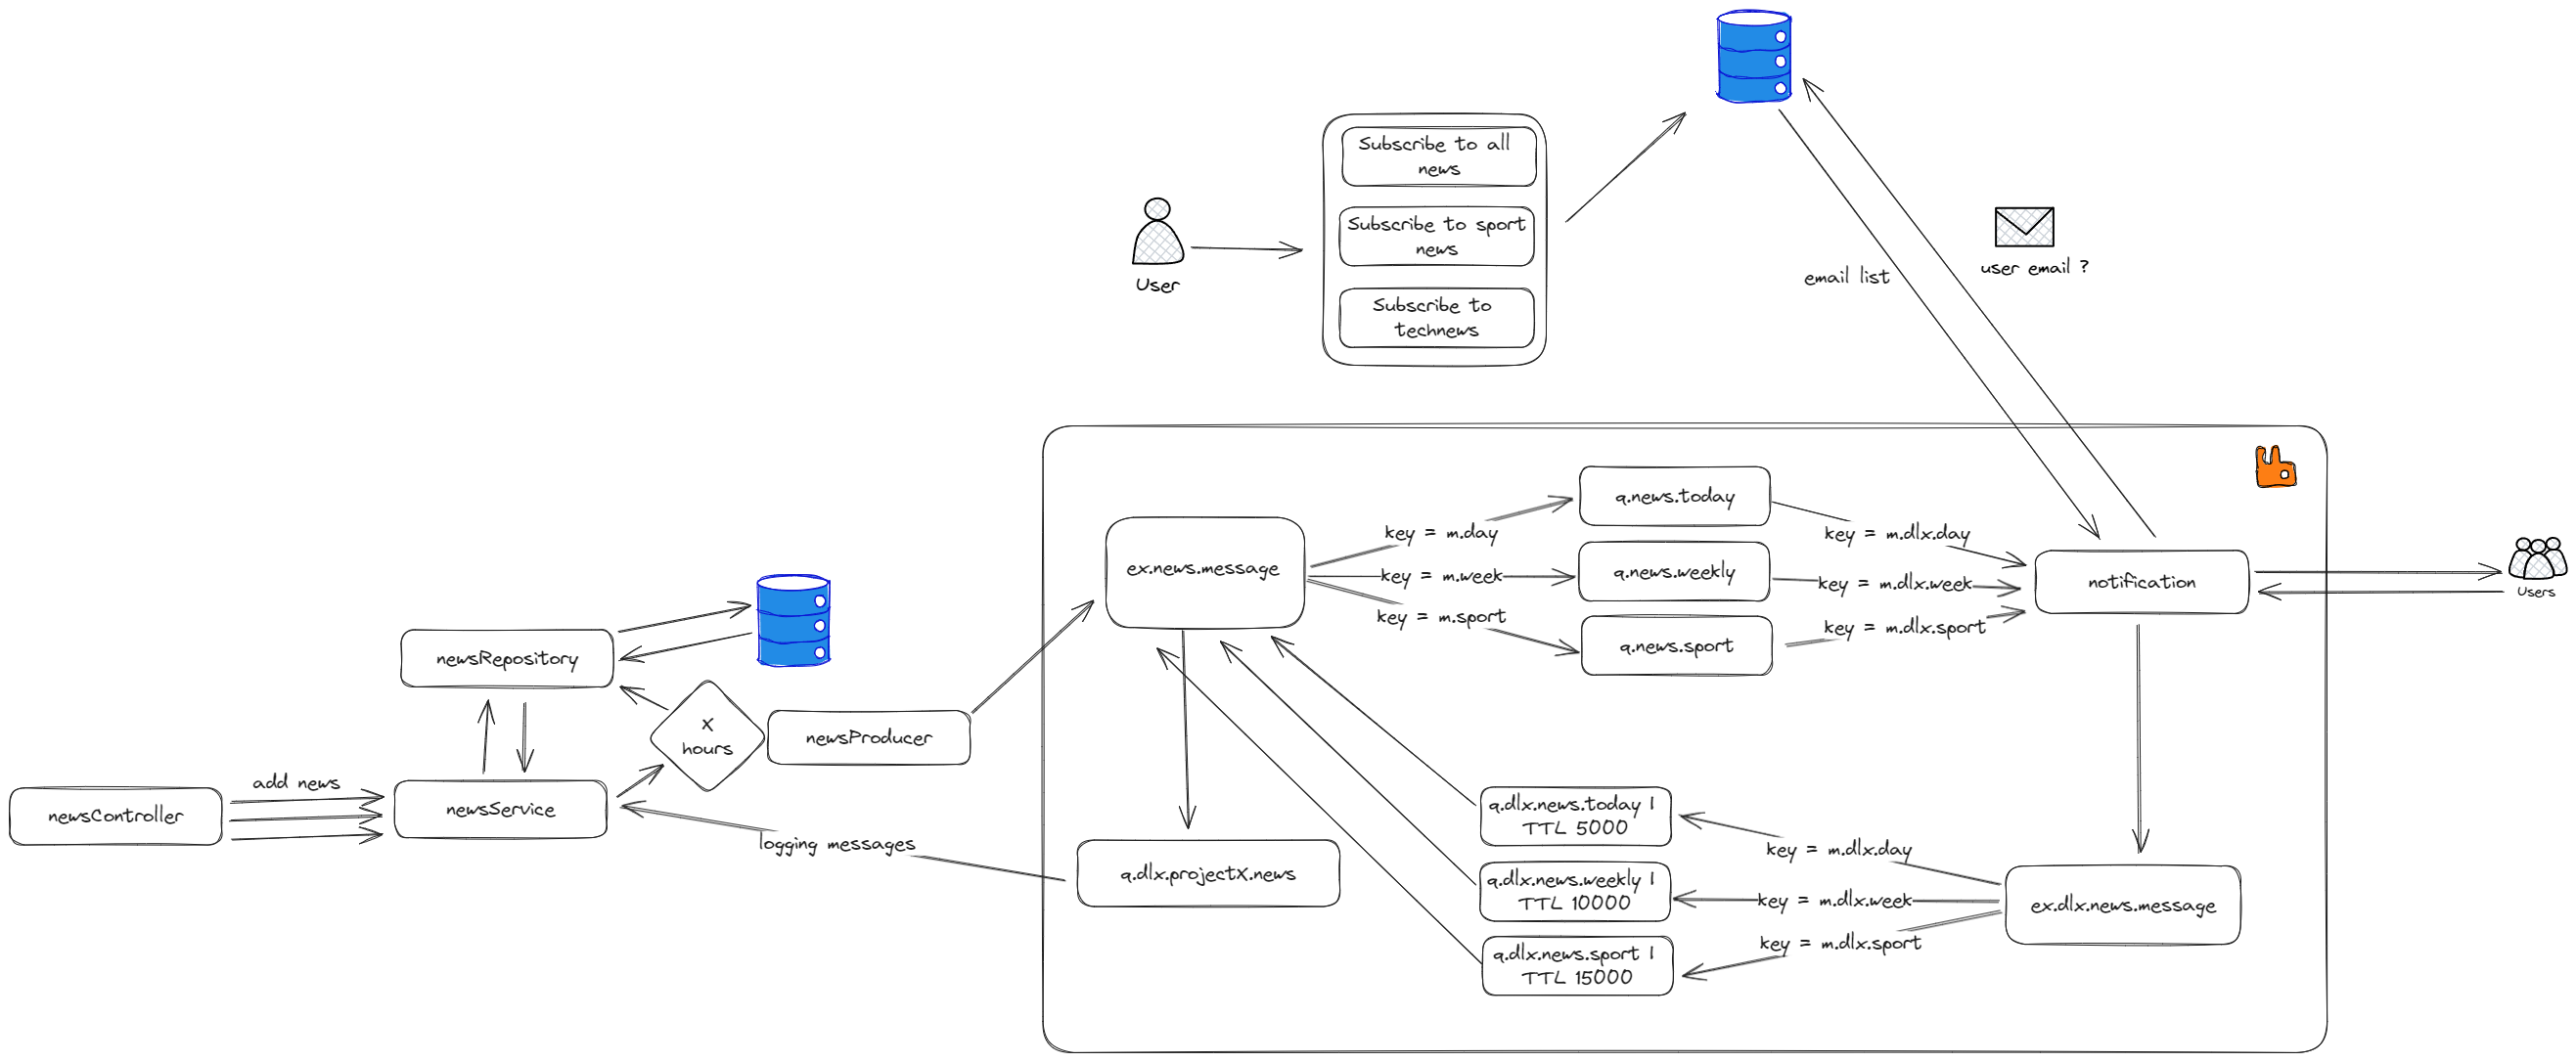 Subscribe to all
news
Subscribe to sport
news
Subscribe to
technews
User
email list
user email ?
q.news.today
key = m.day
key = m.dlx.day
ex.news.message
key = m.week
q.news.weekly
key = m.dlx.week
notification
Users
key = m.sport
q.news.sport
key = m.dlx.sport
newsRepository
X
hours
newsProducer
add news
newsController
newsService
logging messages
q.dlx.projectX.news
q.dlx.news.today |
TTL 5000
key = m.dlx.day
q.dlx.news.weekly |
TTL 10000
key = m.dlx.week
ex.dlx.news.message
key = m.dlx.sport
q.dlx.news.sport |
TTL 15000